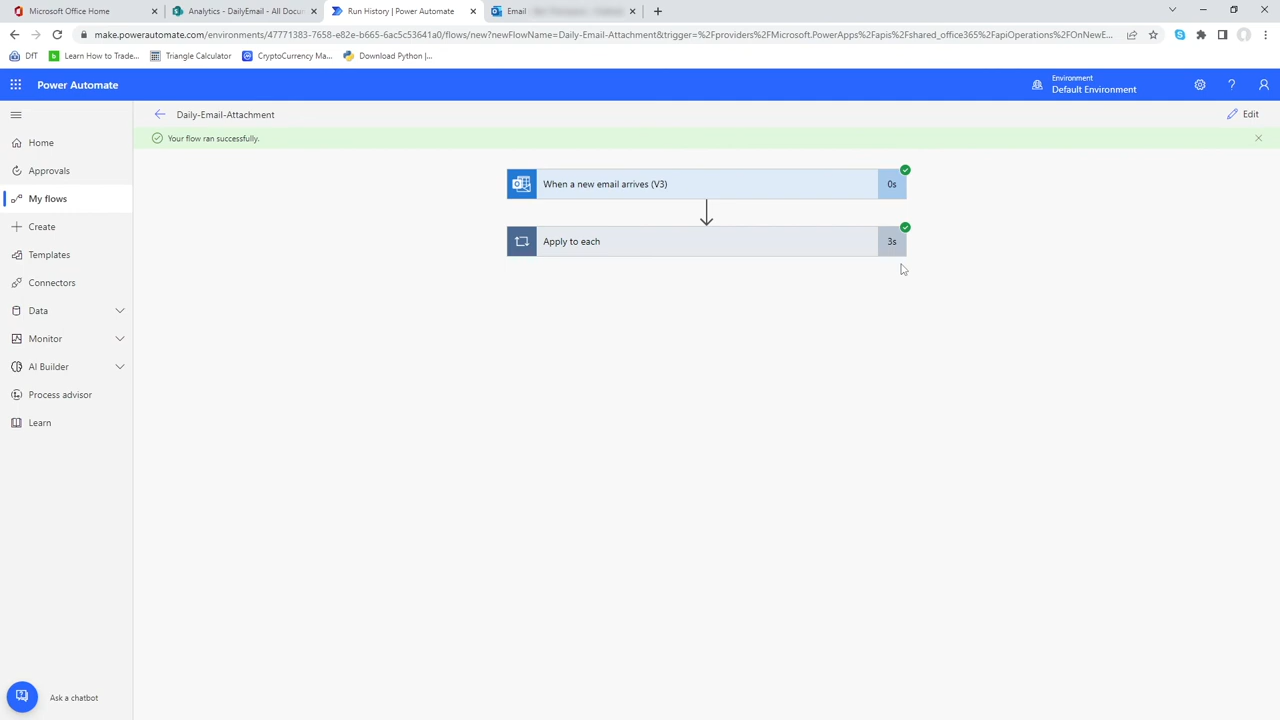 Microsoft Office Home
Analytics - DailyEmail - All Docu
Run History | Power Automate
Email
make.powerautomate.com/environments/47771383-7658-e82e-b665-6ac5c53641a0/flows/new?newFlowName=Daily-Email-Attachment&trigger=%2Fproviders%2FMicrosoft.PowerApps%2Fapis%2Fshared_office365%2FapiOperations%2FOnNewE...
DfT
Learn How to Trade...
Triangle Calculator
CryptoCurrency Ma...
Download Python |...
Power Automate
Environment
Default Environment
Daily-Email-Attachment
Edit
Your flow ran successfully.
Home
Approvals
My flows
Create
Templates
Connectors
Data
Monitor
AI Builder
Process advisor
Learn
When a new email arrives (V3)
0s
Apply to each
3s
Ask a chatbot